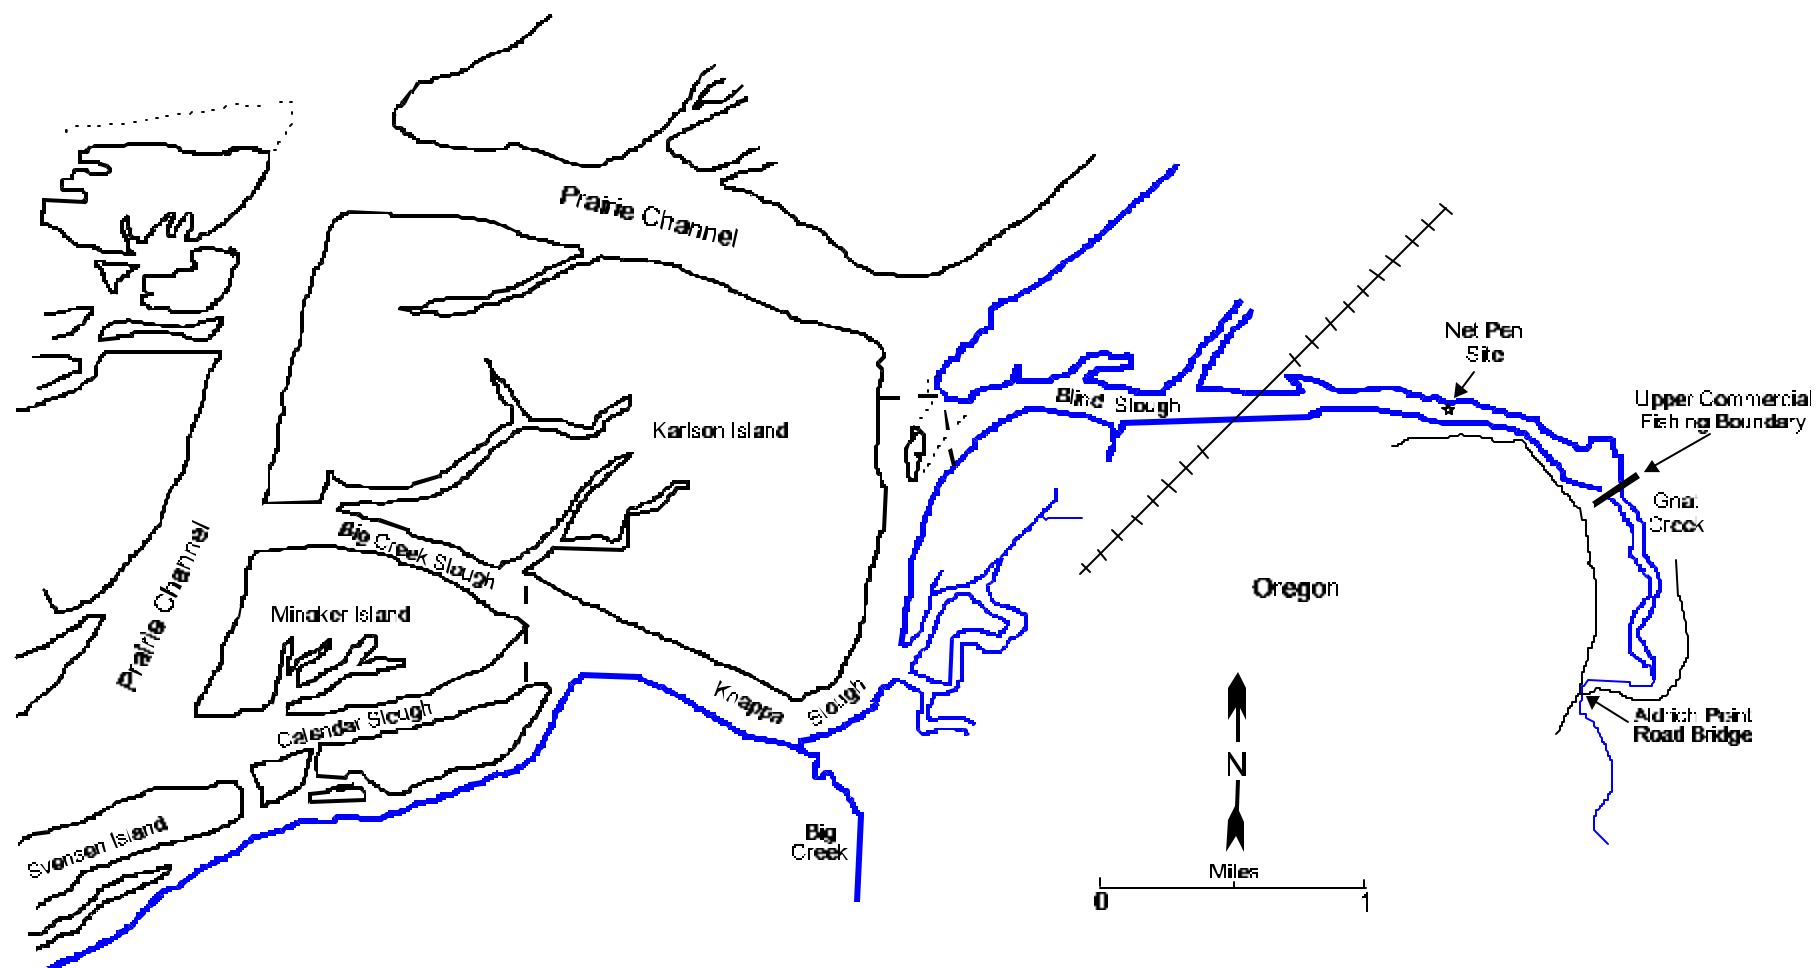 Prairie Channel
Net Pen
Site
Upper Commercial
Fishing Boundary
Blind Slough
Karlson Island
Gnat
Creek
Big Creek Slough
Prairie Channel
Oregon
Minaker Island
Knappa Slough
Calendar Slough
Aldrich Point
Road Bridge
N
Svensen Island
Big
Creek
Miles
0 1